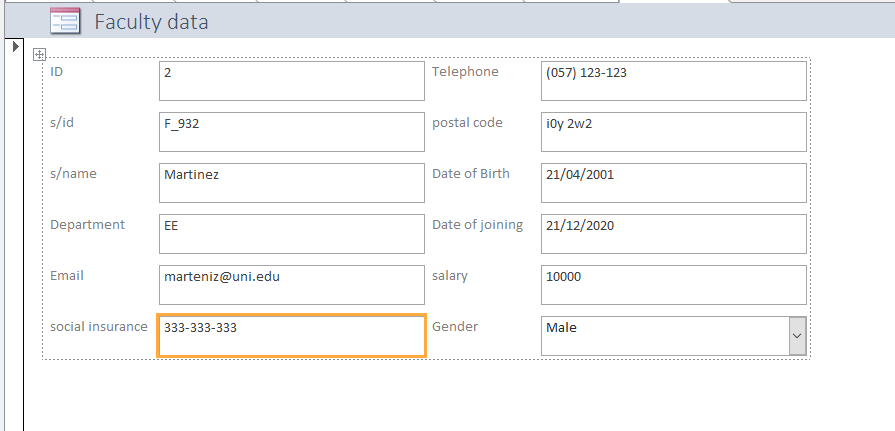 Faculty data
ID 2 Telephone (057) 123-123
s/id F_932 postal code i0y 2w2
s/name Martinez Date of Birth 21/04/2001
Department EE Date of joining 21/12/2020
Email marteniz@uni.edu salary 10000
social insurance 333-333-333 Gender Male